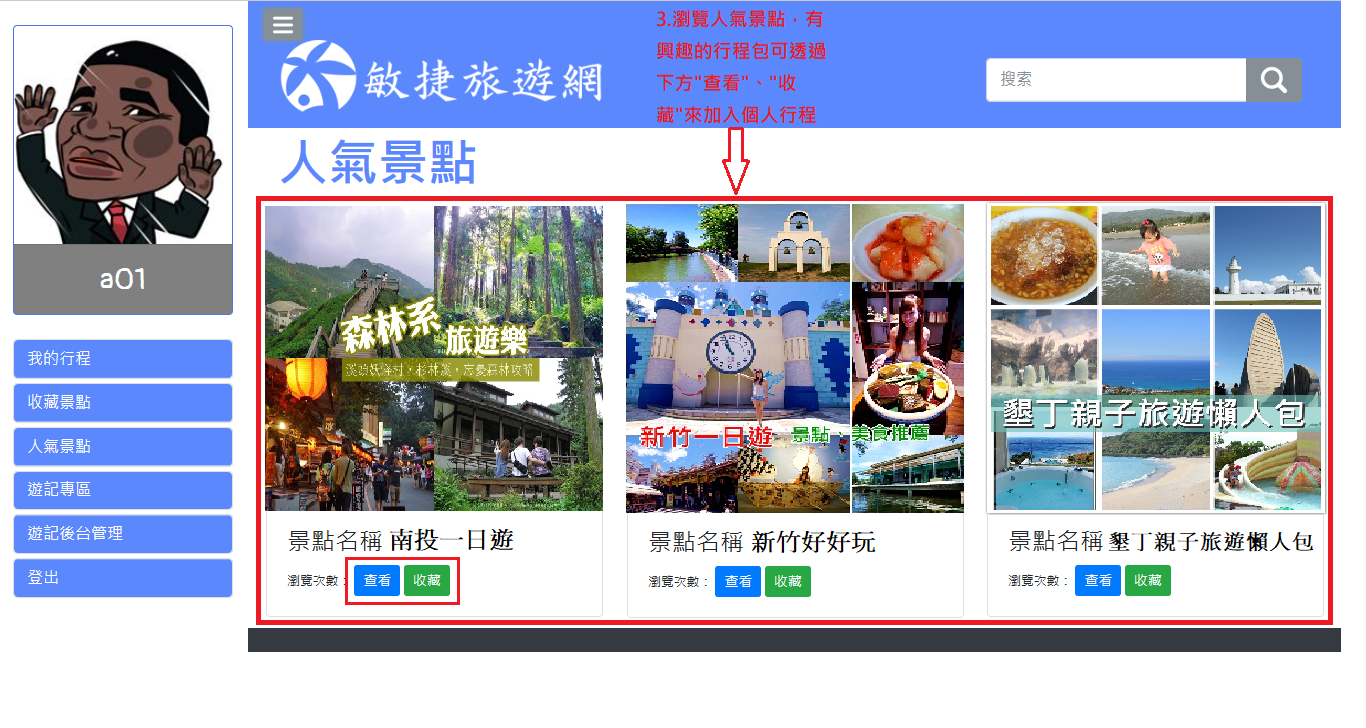 3.瀏覽人氣景點，有
興趣的行程包可透過
下方"查看"、"收
藏"來加入個人行程
敏捷旅遊網
搜索
人氣景點
a01
我的行程
收藏景點
人氣景點
遊記專區
遊記後台管理
登出
森林系
旅遊樂
溪頭妖怪村×杉林溪，忘憂森林攻略
新竹一日遊 景點、美食推薦
墾丁親子旅遊懶人包
景點名稱 南投一日遊
瀏覽次數： 查看 收藏
景點名稱 新竹好好玩
瀏覽次數： 查看 收藏
景點名稱 墾丁親子旅遊懶人包
瀏覽次數： 查看 收藏